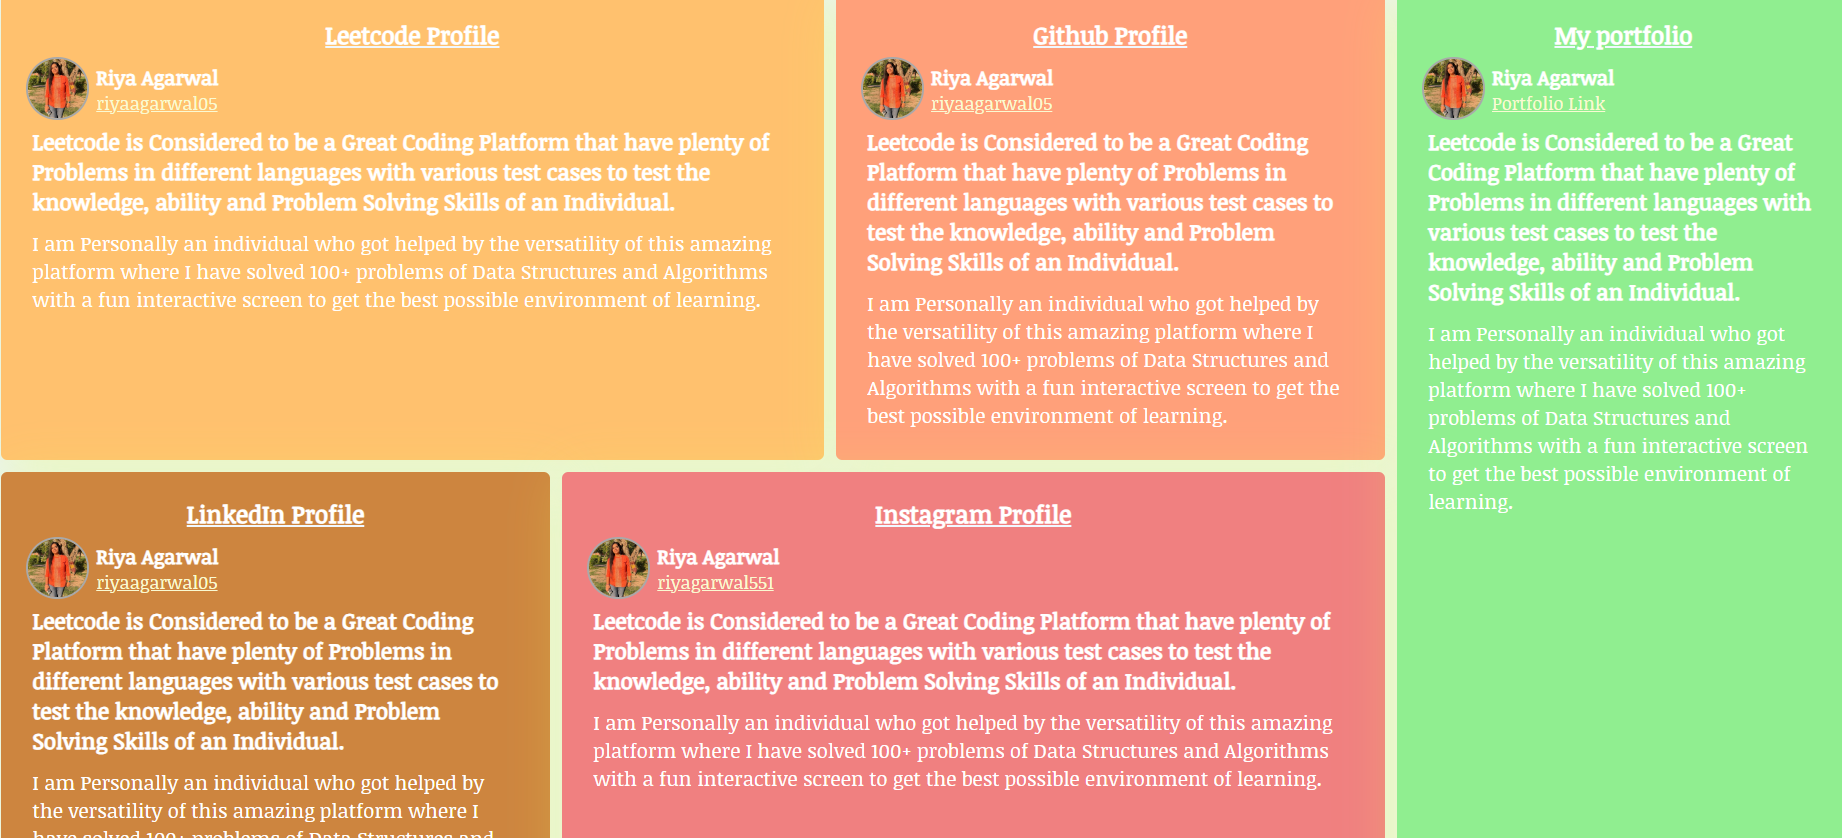 Leetcode Profile
Riya Agarwal
riyaagarwal05
Leetcode is Considered to be a Great Coding Platform that have plenty of
Problems in different languages with various test cases to test the
knowledge, ability and Problem Solving Skills of an Individual.
I am Personally an individual who got helped by the versatility of this amazing
platform where I have solved 100+ problems of Data Structures and Algorithms
with a fun interactive screen to get the best possible environment of learning.
Github Profile
Riya Agarwal
riyaagarwal05
Leetcode is Considered to be a Great Coding
Platform that have plenty of Problems in
different languages with various test cases to
test the knowledge, ability and Problem
Solving Skills of an Individual.
I am Personally an individual who got helped by
the versatility of this amazing platform where I
have solved 100+ problems of Data Structures and
Algorithms with a fun interactive screen to get the
best possible environment of learning.
My portfolio
Riya Agarwal
Portfolio Link
Leetcode is Considered to be a Great
Coding Platform that have plenty of
Problems in different languages with
various test cases to test the
knowledge, ability and Problem
Solving Skills of an Individual.
I am Personally an individual who got
helped by the versatility of this amazing
platform where I have solved 100+
problems of Data Structures and
Algorithms with a fun interactive screen
to get the best possible environment of
learning.
LinkedIn Profile
Riya Agarwal
riyaagarwal05
Leetcode is Considered to be a Great Coding
Platform that have plenty of Problems in
different languages with various test cases to
test the knowledge, ability and Problem
Solving Skills of an Individual.
I am Personally an individual who got helped by
the versatility of this amazing platform where I
have solved 100+ problems of Data Structures and
Instagram Profile
Riya Agarwal
riyagarwal551
Leetcode is Considered to be a Great Coding Platform that have plenty of
Problems in different languages with various test cases to test the
knowledge, ability and Problem Solving Skills of an Individual.
I am Personally an individual who got helped by the versatility of this amazing
platform where I have solved 100+ problems of Data Structures and Algorithms
with a fun interactive screen to get the best possible environment of learning.